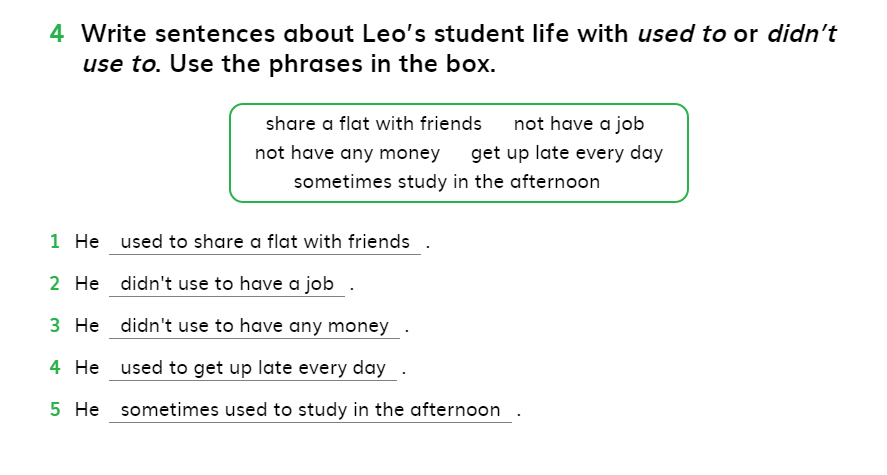 4 Write sentences about Leo's student life with used to or didn't
use to. Use the phrases in the box.
share a flat with friends not have a job
not have any money get up late every day
sometimes study in the afternoon
1 He used to share a flat with friends .
2 He didn't use to have a job .
3 He didn't use to have any money .
4 He used to get up late every day .
5 He sometimes used to study in the afternoon .